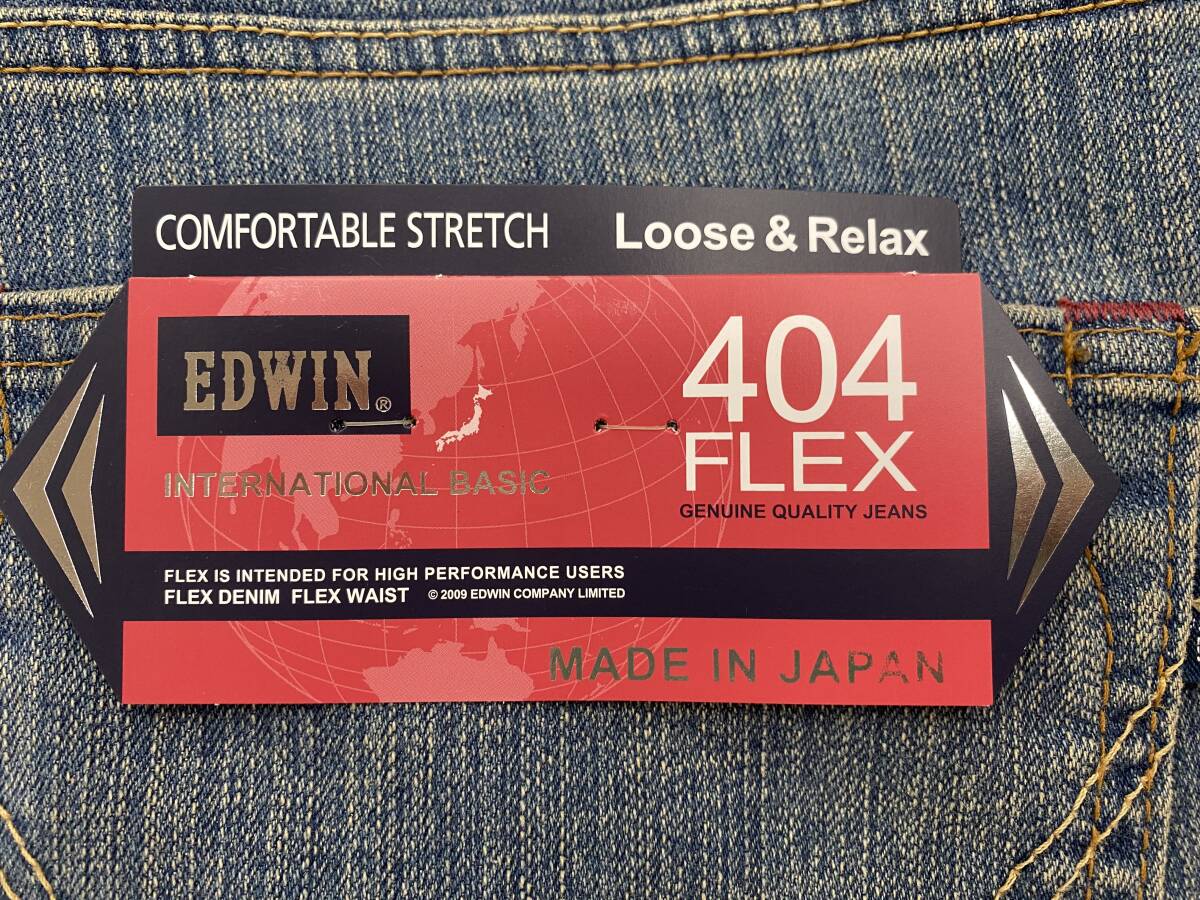 COMFORTABLE STRETCH Loose & Relax
EDWIN®
404
FLEX
INTERNATIONAL BASIC
GENUINE QUALITY JEANS
FLEX IS INTENDED FOR HIGH PERFORMANCE USERS
FLEX DENIM FLEX WAIST © 2009 EDWIN COMPANY LIMITED
MADE IN JAPAN